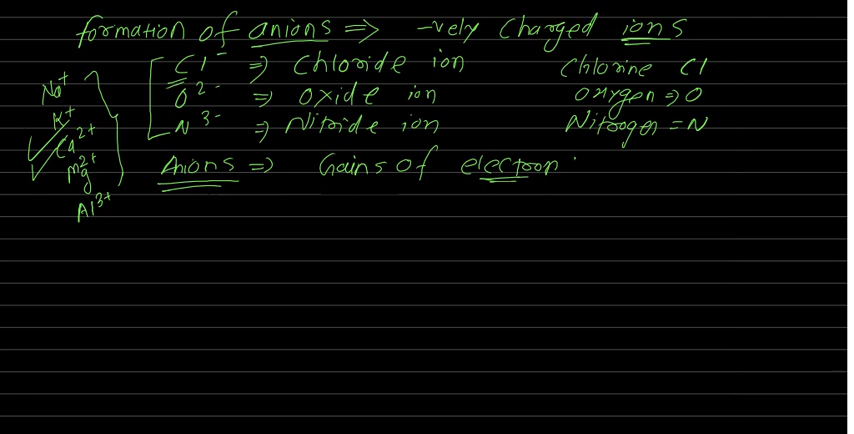 formation of anions => -vely Charged ions
Cl⁻ => Chloride ion Chlorine Cl
O²⁻ => Oxide ion Oxygen => O
N³⁻ => Nitride ion Nitrogen = N
Na⁺
K⁺
Ca²⁺
Mg²⁺
Al³⁺
Anions => Gains of electron